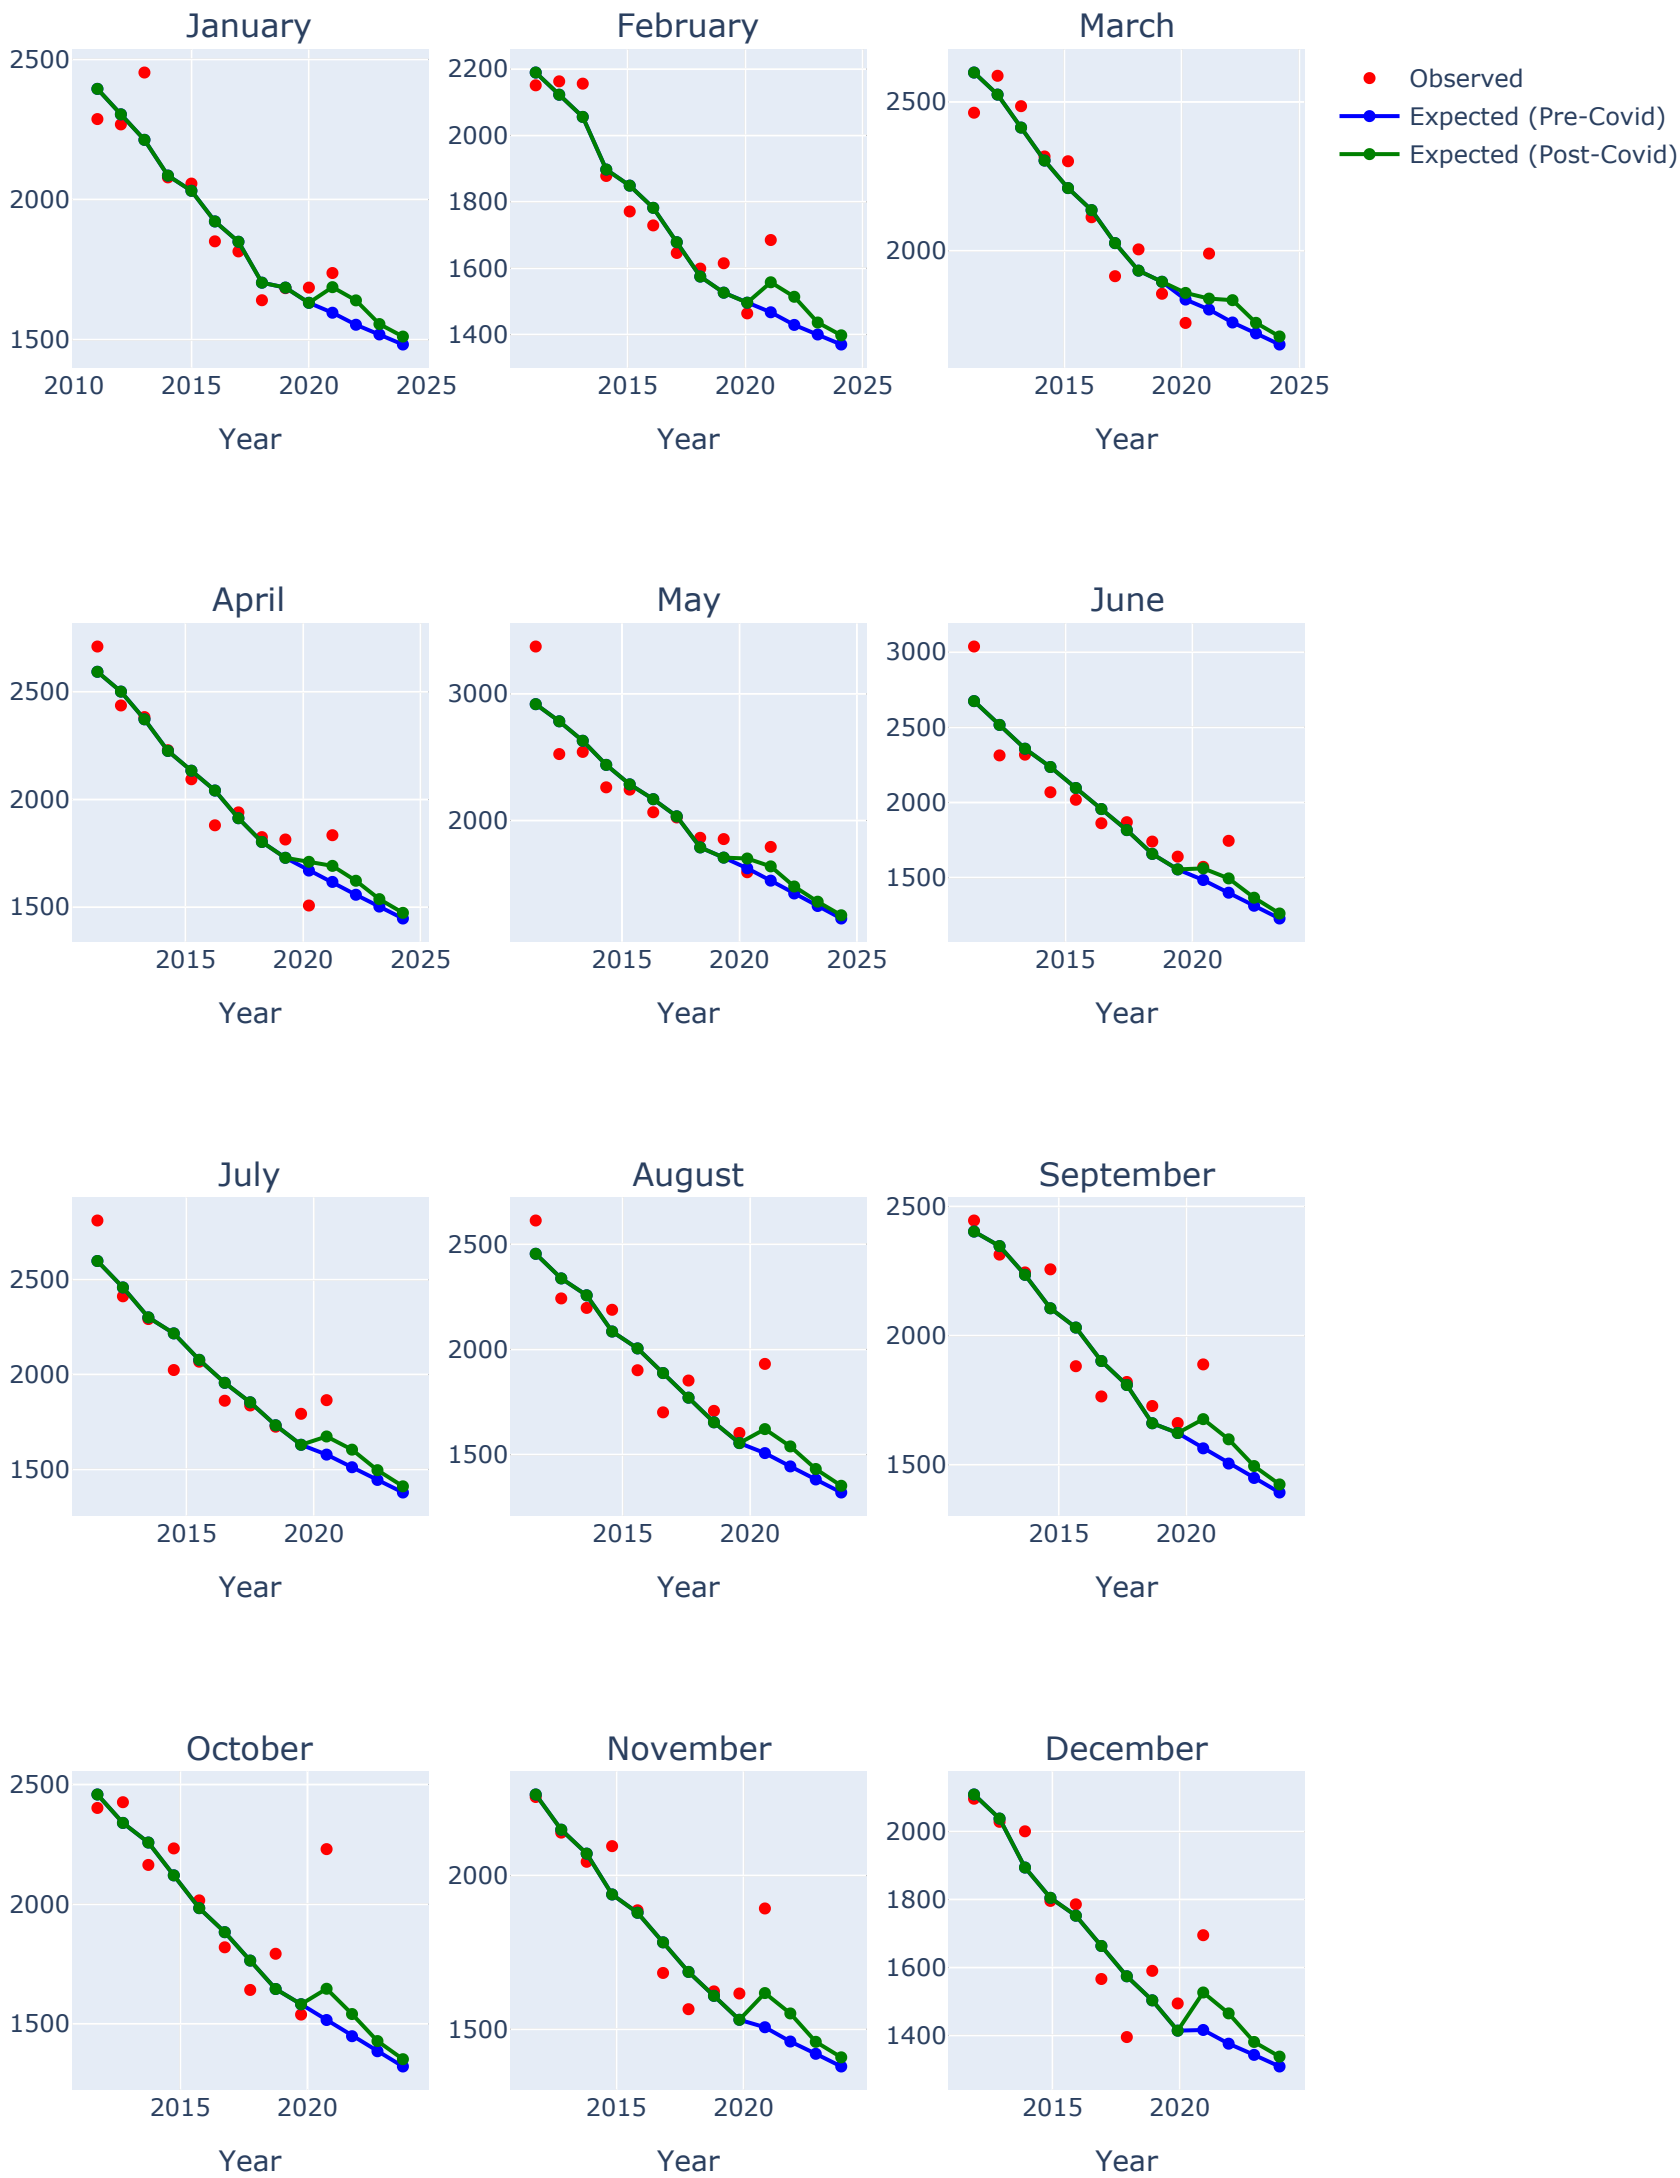 January February March
2500
2000
1500
2010 2015 2020 2025
Year
2200
2000
1800
1600
1400
2015 2020 2025
Year
2500
2000
2015 2020 2025
Year
Observed
Expected (Pre-Covid)
Expected (Post-Covid)
April May June
2500
2000
1500
2015 2020 2025
Year
3000
2000
2015 2020 2025
Year
3000
2500
2000
1500
2015 2020
Year
July August September
2500
2000
1500
2015 2020
Year
2500
2000
1500
2015 2020
Year
2500
2000
1500
2015 2020
Year
October November December
2500
2000
1500
2015 2020
Year
2000
1500
2015 2020
Year
2000
1800
1600
1400
2015 2020
Year